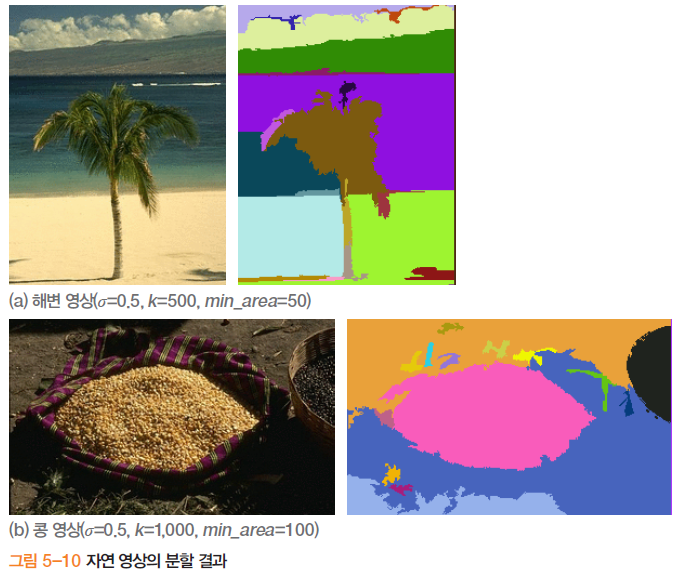 (a) 해변 영상(σ=0.5, k=500, min_area=50)
(b) 콩 영상(σ=0.5, k=1,000, min_area=100)
그림 5-10 자연 영상의 분할 결과